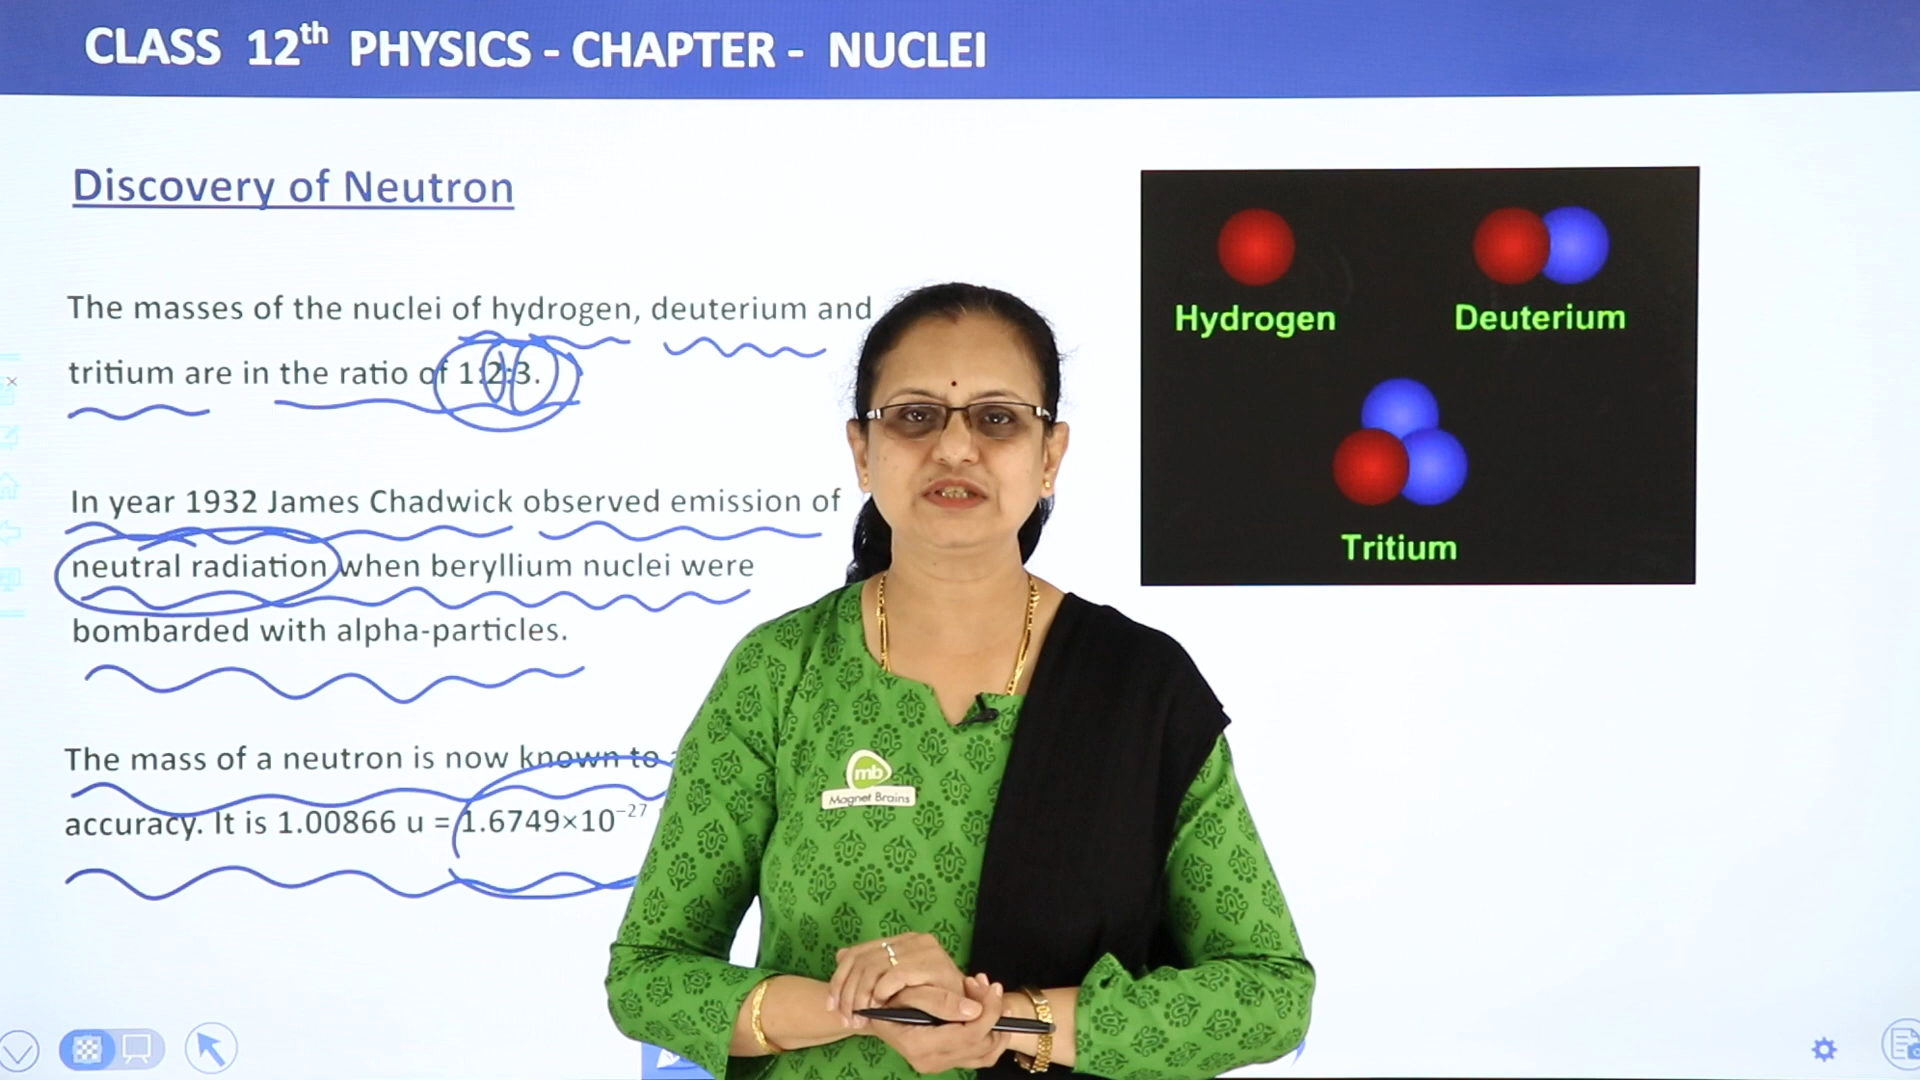 CLASS 12th PHYSICS - CHAPTER - NUCLEI
Discovery of Neutron
The masses of the nuclei of hydrogen, deuterium and
tritium are in the ratio of 1:2:3.
In year 1932 James Chadwick observed emission of
neutral radiation when beryllium nuclei were
bombarded with alpha-particles.
The mass of a neutron is now known to
accuracy. It is 1.00866 u = 1.6749×10⁻²⁷
Hydrogen
Deuterium
Tritium
mb
Magnet Brains